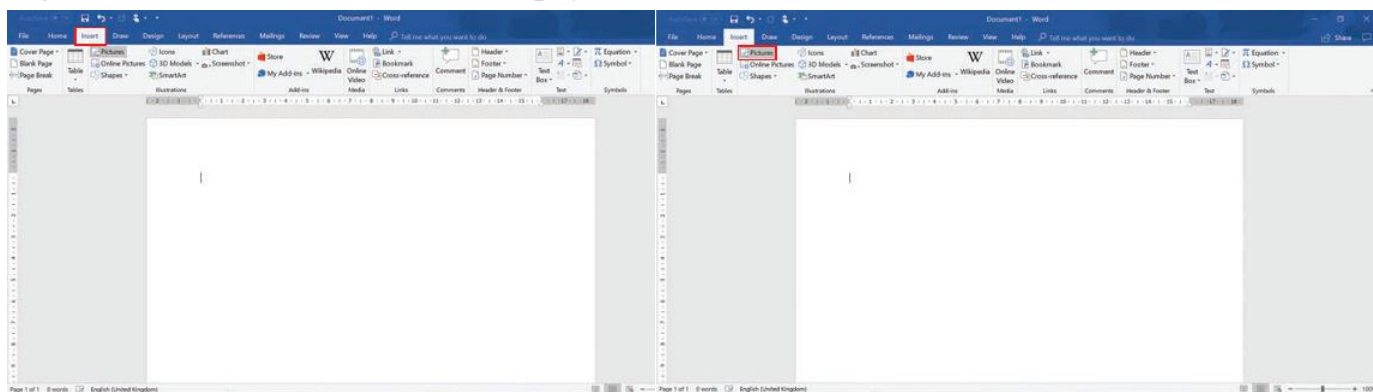 Document1 - Word
File Home Insert Draw Design Layout References Mailings Review View Help Tell me what you want to do
Cover Page
Blank Page
Page Break
Pages
Table
Tables
Pictures
Online Pictures
Shapes
Icons
3D Models
SmartArt
Chart
Screenshot
Illustrations
Store
My Add-ins
Wikipedia
Add-ins
Online
Video
Media
Link
Bookmark
Cross-reference
Links
Comment
Comments
Header
Footer
Page Number
Header & Footer
Text
Box
Text
Equation
Symbol
Symbols
Page 1 of 1 0 words English (United Kingdom)
Document1 - Word
File Home Insert Draw Design Layout References Mailings Review View Help Tell me what you want to do
Share
Cover Page
Blank Page
Page Break
Pages
Table
Tables
Pictures
Online Pictures
Shapes
Icons
3D Models
SmartArt
Chart
Screenshot
Illustrations
Store
My Add-ins
Wikipedia
Add-ins
Online
Video
Media
Link
Bookmark
Cross-reference
Links
Comment
Comments
Header
Footer
Page Number
Header & Footer
Text
Box
Text
Equation
Symbol
Symbols
Page 1 of 1 0 words English (United Kingdom)